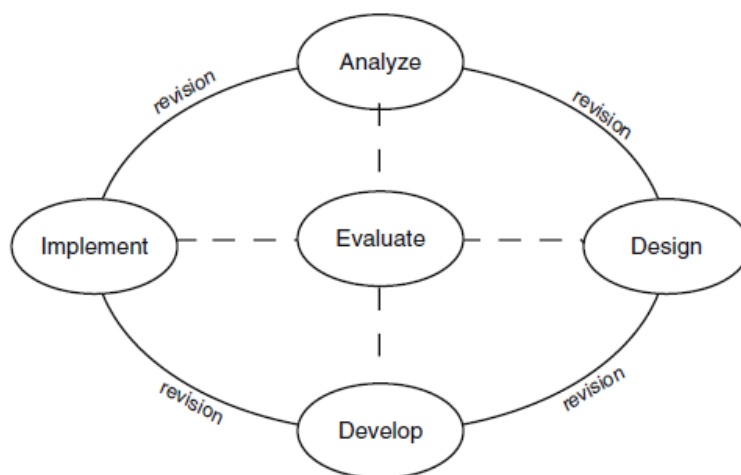 Analyze
revision
revision
Implement
Evaluate
Design
revision
revision
Develop